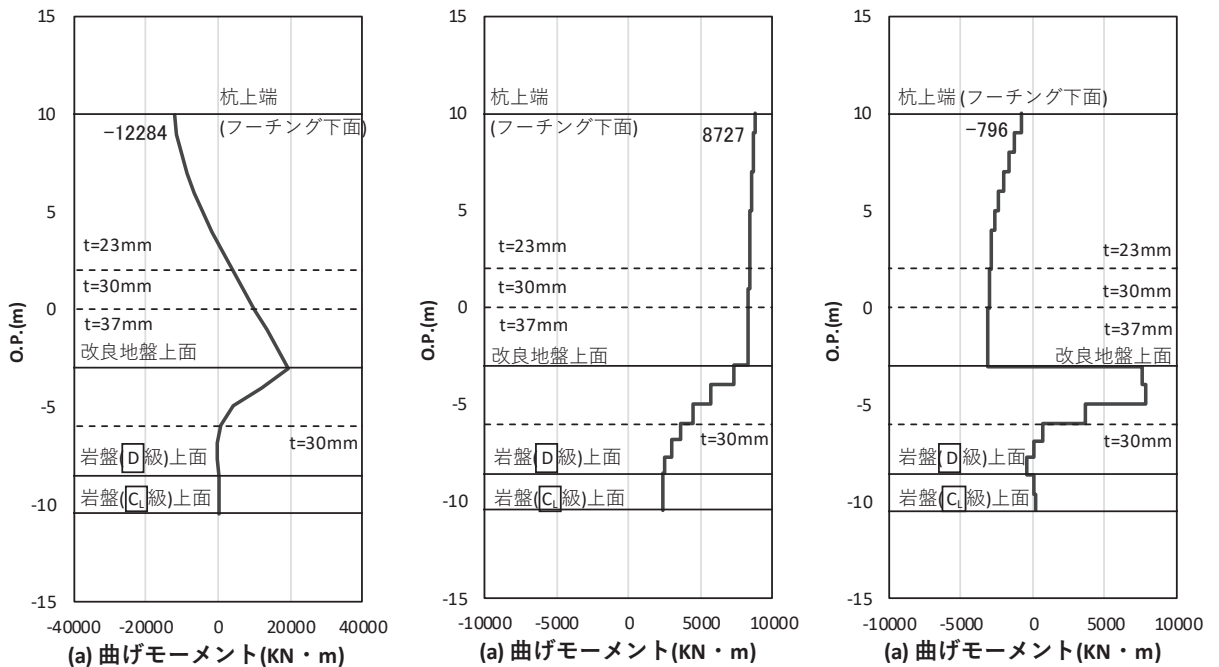 15
10
5
0
-5
-10
-15
O.P.(m)
杭上端
(フーチング下面)
-12284
t=23mm
t=30mm
t=37mm
改良地盤上面
t=30mm
岩盤(D級)上面
岩盤(CL級)上面
-40000 -20000 0 20000 40000
(a) 曲げモーメント(KN・m)
15
10
5
0
-5
-10
-15
O.P.(m)
杭上端
(フーチング下面)
8727
t=23mm
t=30mm
t=37mm
改良地盤上面
t=30mm
岩盤(D級)上面
岩盤(CL級)上面
-10000 -5000 0 5000 10000
(a) 曲げモーメント(KN・m)
15
10
5
0
-5
-10
-15
O.P.(m)
杭上端 (フーチング下面)
-796
t=23mm
t=30mm
t=37mm
改良地盤上面
t=30mm
岩盤(D級)上面
岩盤(CL級)上面
-10000 -5000 0 5000 10000
(a) 曲げモーメント(KN・m)